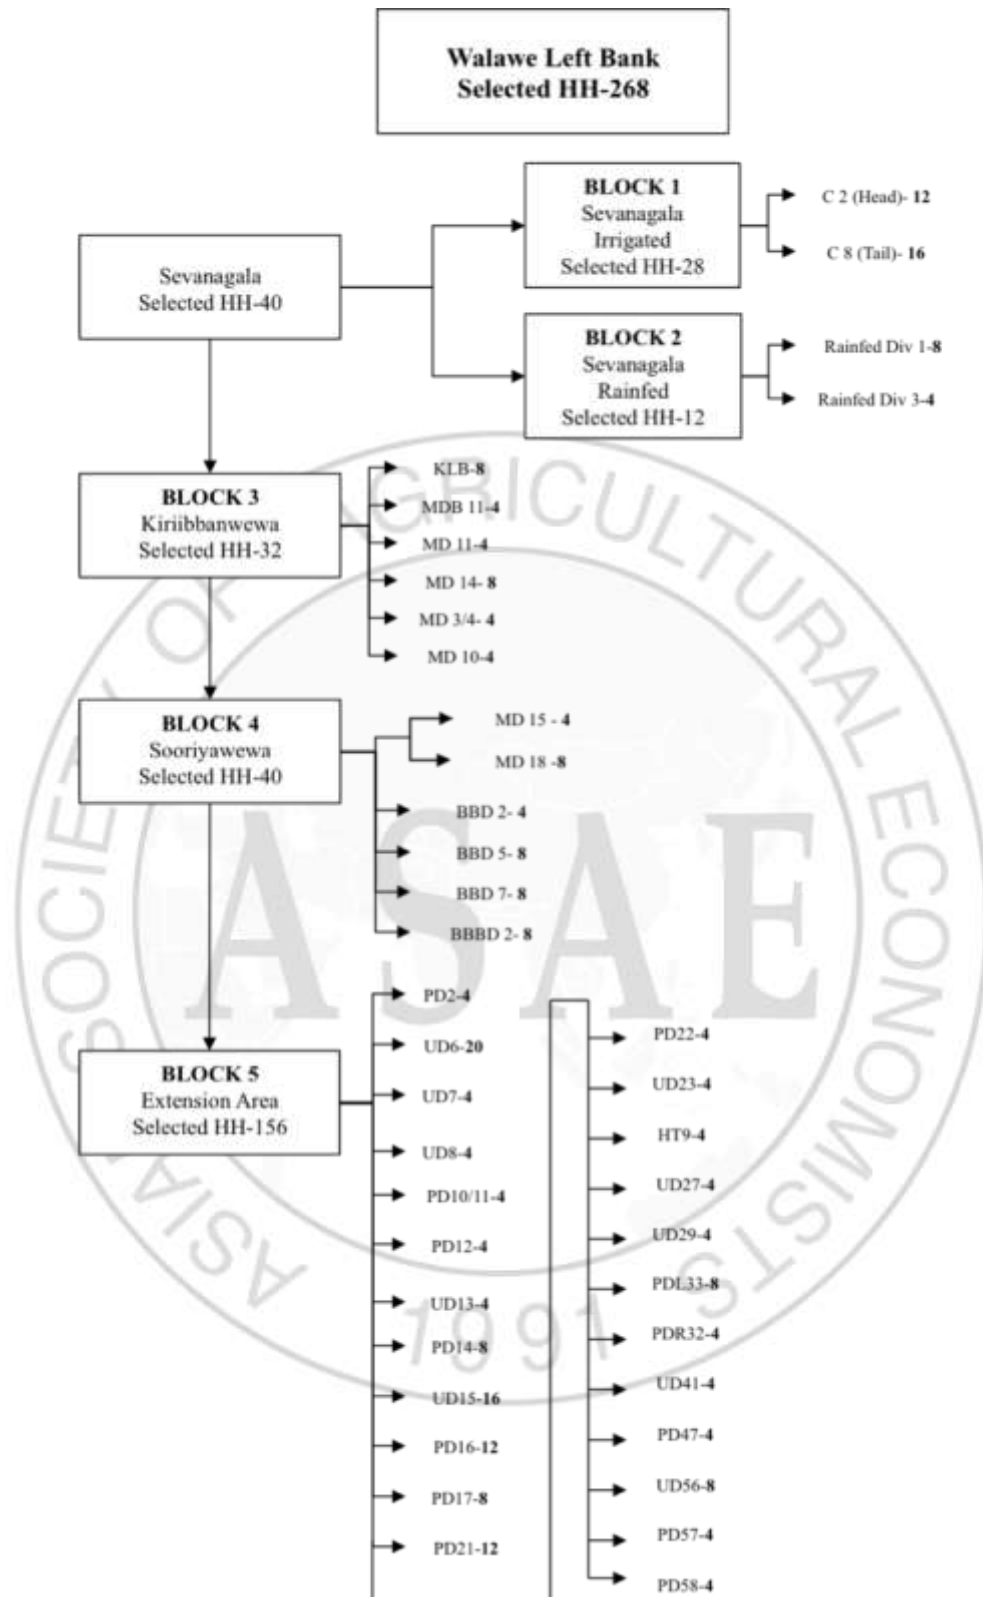 Walawe Left Bank
Selected HH-268
BLOCK 1
Sevanagala
Irrigated
Selected HH-28
C 2 (Head)- 12
C 8 (Tail)- 16
Sevanagala
Selected HH-40
BLOCK 2
Sevanagala
Rainfed
Selected HH-12
Rainfed Div 1-8
Rainfed Div 3-4
BLOCK 3
Kiriibbanwewa
Selected HH-32
KLB-8
MDB 11-4
MD 11-4
MD 14- 8
MD 3/4- 4
MD 10-4
BLOCK 4
Sooriyawewa
Selected HH-40
MD 15 - 4
MD 18 -8
BBD 2- 4
BBD 5- 8
BBD 7- 8
BBBD 2- 8
BLOCK 5
Extension Area
Selected HH-156
PD2-4
UD6-20
UD7-4
UD8-4
PD10/11-4
PD12-4
UD13-4
PD14-8
UD15-16
PD16-12
PD17-8
PD21-12
PD22-4
UD23-4
HT9-4
UD27-4
UD29-4
PDL33-8
PDR32-4
UD41-4
PD47-4
UD56-8
PD57-4
PD58-4
ASIAN SOCIETY OF AGRICULTURAL ECONOMISTS
ASAE
1991